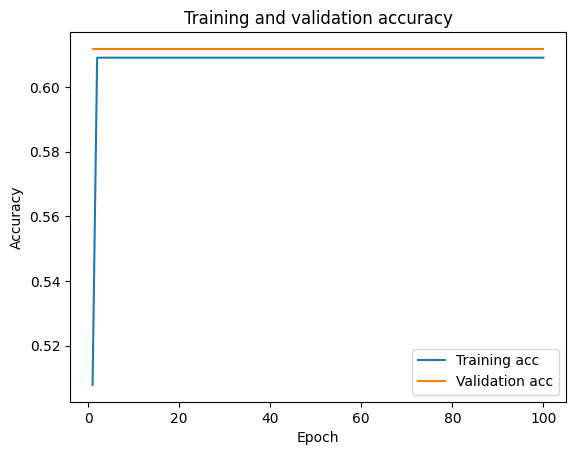 Training and validation accuracy
0.60
0.58
0.56
0.54
0.52
Accuracy
Training acc
Validation acc
0 20 40 60 80 100
Epoch